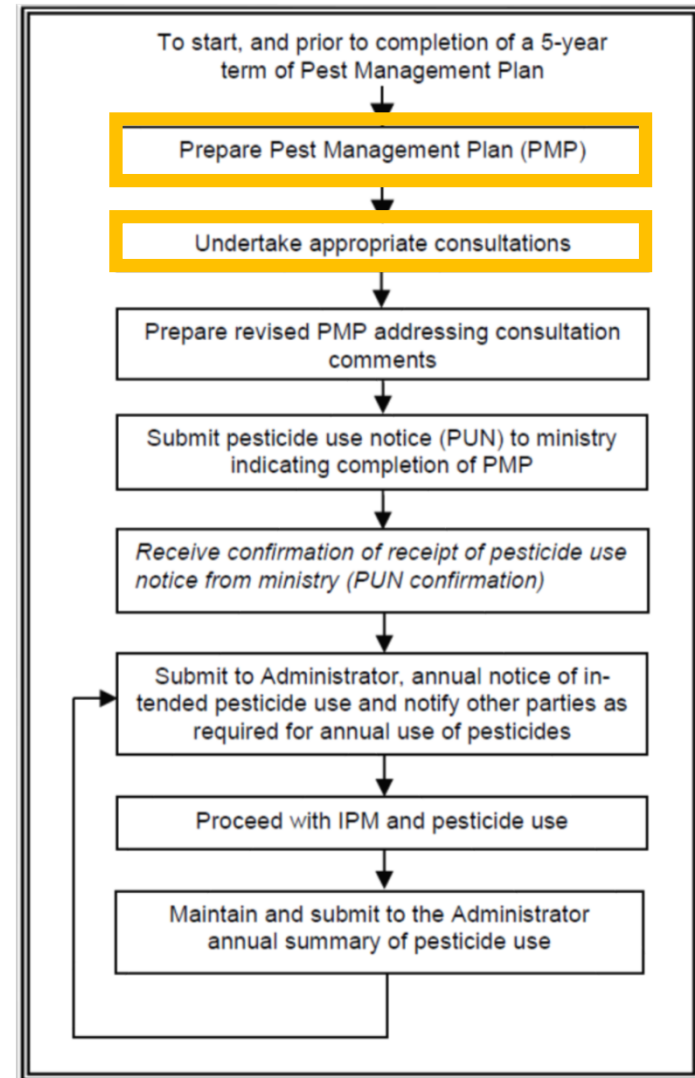 To start, and prior to completion of a 5-year
term of Pest Management Plan
Prepare Pest Management Plan (PMP)
Undertake appropriate consultations
Prepare revised PMP addressing consultation
comments
Submit pesticide use notice (PUN) to ministry
indicating completion of PMP
Receive confirmation of receipt of pesticide use
notice from ministry (PUN confirmation)
Submit to Administrator, annual notice of in-
tended pesticide use and notify other parties as
required for annual use of pesticides
Proceed with IPM and pesticide use
Maintain and submit to the Administrator
annual summary of pesticide use